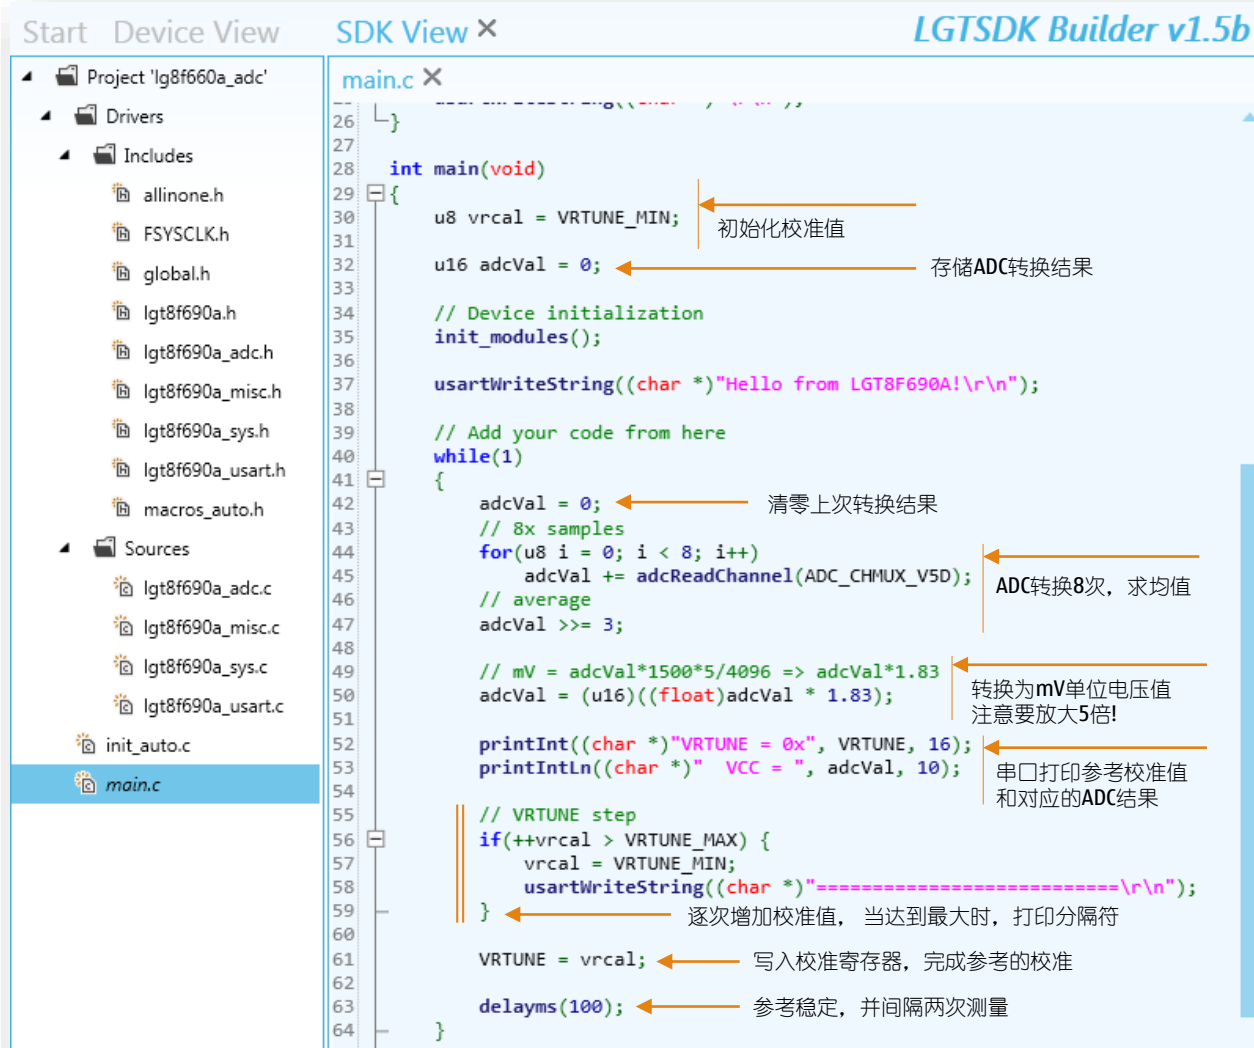 Start Device View SDK View ✕ LGTSDK Builder v1.5b
Project 'lg8f660a_adc'
Drivers
Includes
allinone.h
FSYSCLK.h
global.h
lgt8f690a.h
lgt8f690a_adc.h
lgt8f690a_misc.h
lgt8f690a_sys.h
lgt8f690a_usart.h
macros_auto.h
Sources
lgt8f690a_adc.c
lgt8f690a_misc.c
lgt8f690a_sys.c
lgt8f690a_usart.c
init_auto.c
main.c
main.c ✕
26 }
27
28 int main(void)
29 {
30 u8 vrcal = VRTUNE_MIN;
初始化校准值
31
32 u16 adcVal = 0; 存储ADC转换结果
33
34 // Device initialization
35 init_modules();
36
37 usartWriteString((char *)"Hello from LGT8F690A!\r\n");
38
39 // Add your code from here
40 while(1)
41 {
42 adcVal = 0; 清零上次转换结果
43 // 8x samples
44 for(u8 i = 0; i < 8; i++)
45 adcVal += adcReadChannel(ADC_CHMUX_V5D);
ADC转换8次，求均值
46 // average
47 adcVal >>= 3;
48
49 // mV = adcVal*1500*5/4096 => adcVal*1.83
50 adcVal = (u16)((float)adcVal * 1.83);
转换为mV单位电压值
注意要放大5倍!
51
52 printInt((char *)"VRTUNE = 0x", VRTUNE, 16);
53 printIntLn((char *)"  VCC = ", adcVal, 10);
串口打印参考校准值
和对应的ADC结果
54
55 // VRTUNE step
56 if(++vrcal > VRTUNE_MAX) {
57 vrcal = VRTUNE_MIN;
58 usartWriteString((char *)"===========================\r\n");
59 } 逐次增加校准值， 当达到最大时，打印分隔符
60
61 VRTUNE = vrcal; 写入校准寄存器，完成参考的校准
62
63 delayms(100); 参考稳定，并间隔两次测量
64 }